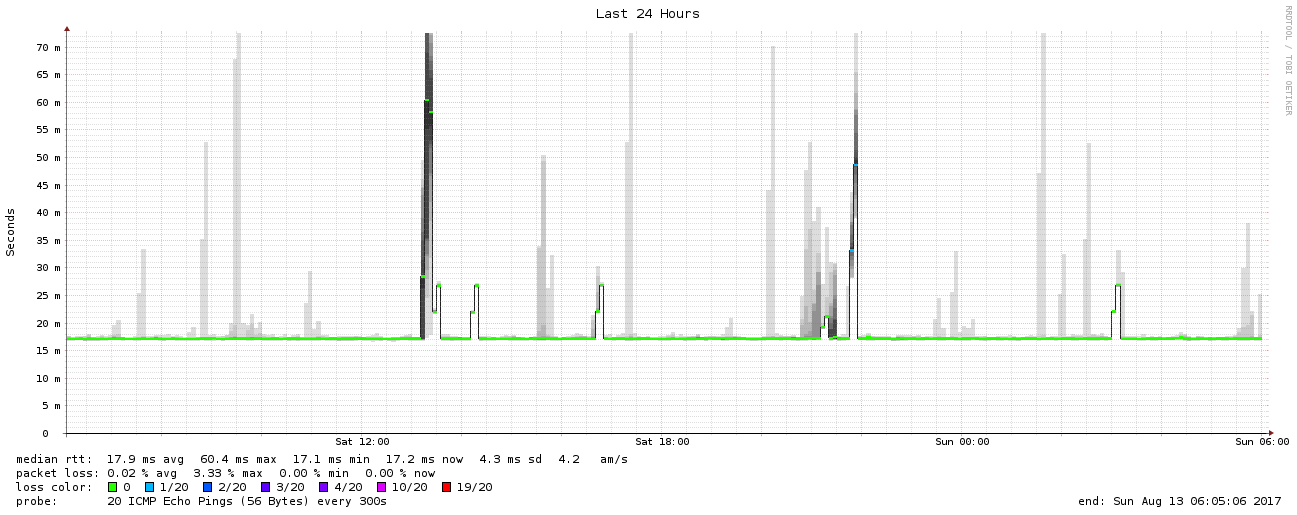 Last 24 Hours
RRDTOOL / TOBI OETIKER
Seconds
70 m
65 m
60 m
55 m
50 m
45 m
40 m
35 m
30 m
25 m
20 m
15 m
10 m
5 m
0
Sat 12:00 Sat 18:00 Sun 00:00 Sun 06:00
median rtt: 17.9 ms avg 60.4 ms max 17.1 ms min 17.2 ms now 4.3 ms sd 4.2 am/s
packet loss: 0.02 % avg 3.33 % max 0.00 % min 0.00 % now
loss color: 0 1/20 2/20 3/20 4/20 10/20 19/20
probe: 20 ICMP Echo Pings (56 Bytes) every 300s end: Sun Aug 13 06:05:06 2017